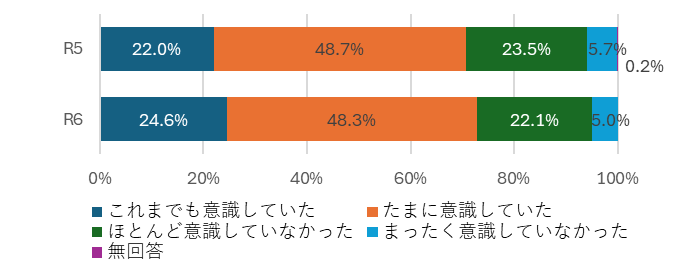 R5 22.0% 48.7% 23.5% 5.7%
0.2%
R6 24.6% 48.3% 22.1% 5.0%
0% 20% 40% 60% 80% 100%
これまでも意識していた たまに意識していた
ほとんど意識していなかった まったく意識していなかった
無回答